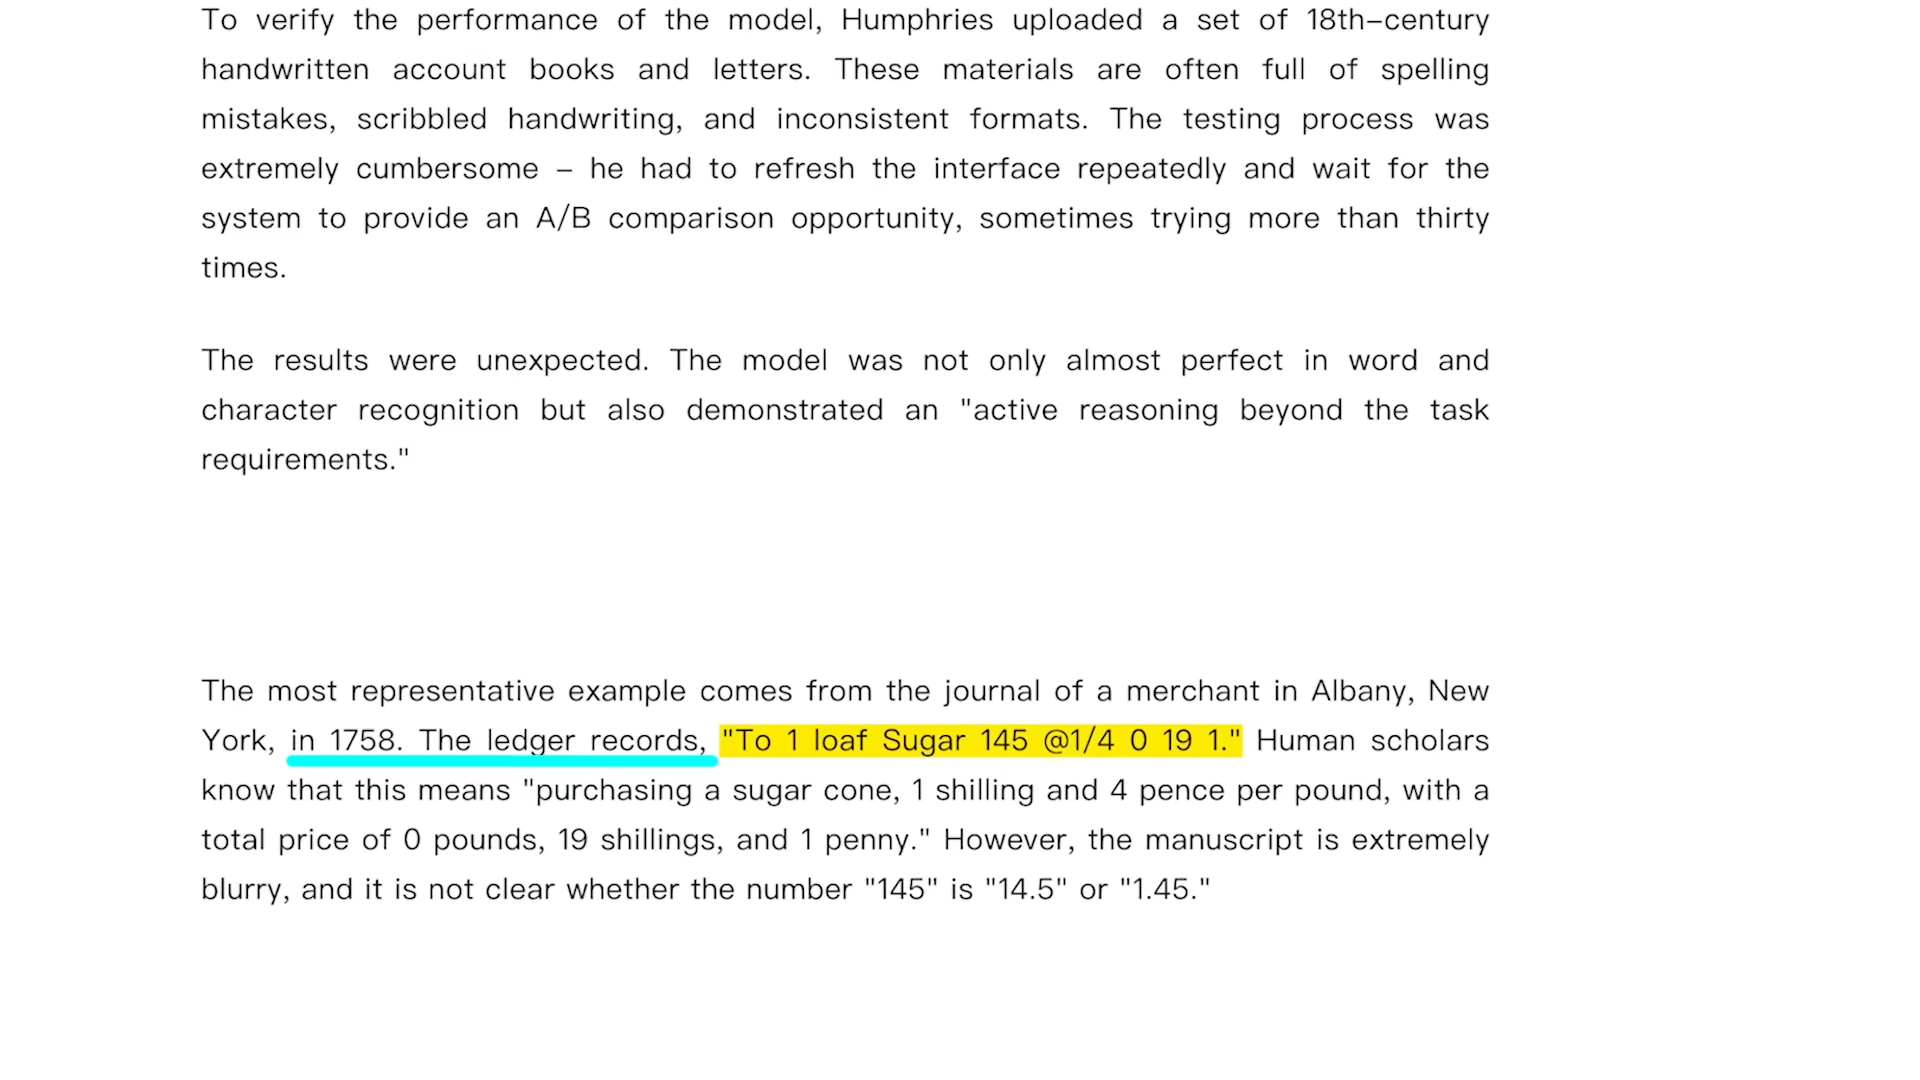 To verify the performance of the model, Humphries uploaded a set of 18th–century
handwritten account books and letters. These materials are often full of spelling
mistakes, scribbled handwriting, and inconsistent formats. The testing process was
extremely cumbersome – he had to refresh the interface repeatedly and wait for the
system to provide an A/B comparison opportunity, sometimes trying more than thirty
times.
The results were unexpected. The model was not only almost perfect in word and
character recognition but also demonstrated an "active reasoning beyond the task
requirements."
The most representative example comes from the journal of a merchant in Albany, New
York, in 1758. The ledger records, "To 1 loaf Sugar 145 @1/4 0 19 1." Human scholars
know that this means "purchasing a sugar cone, 1 shilling and 4 pence per pound, with a
total price of 0 pounds, 19 shillings, and 1 penny." However, the manuscript is extremely
blurry, and it is not clear whether the number "145" is "14.5" or "1.45."